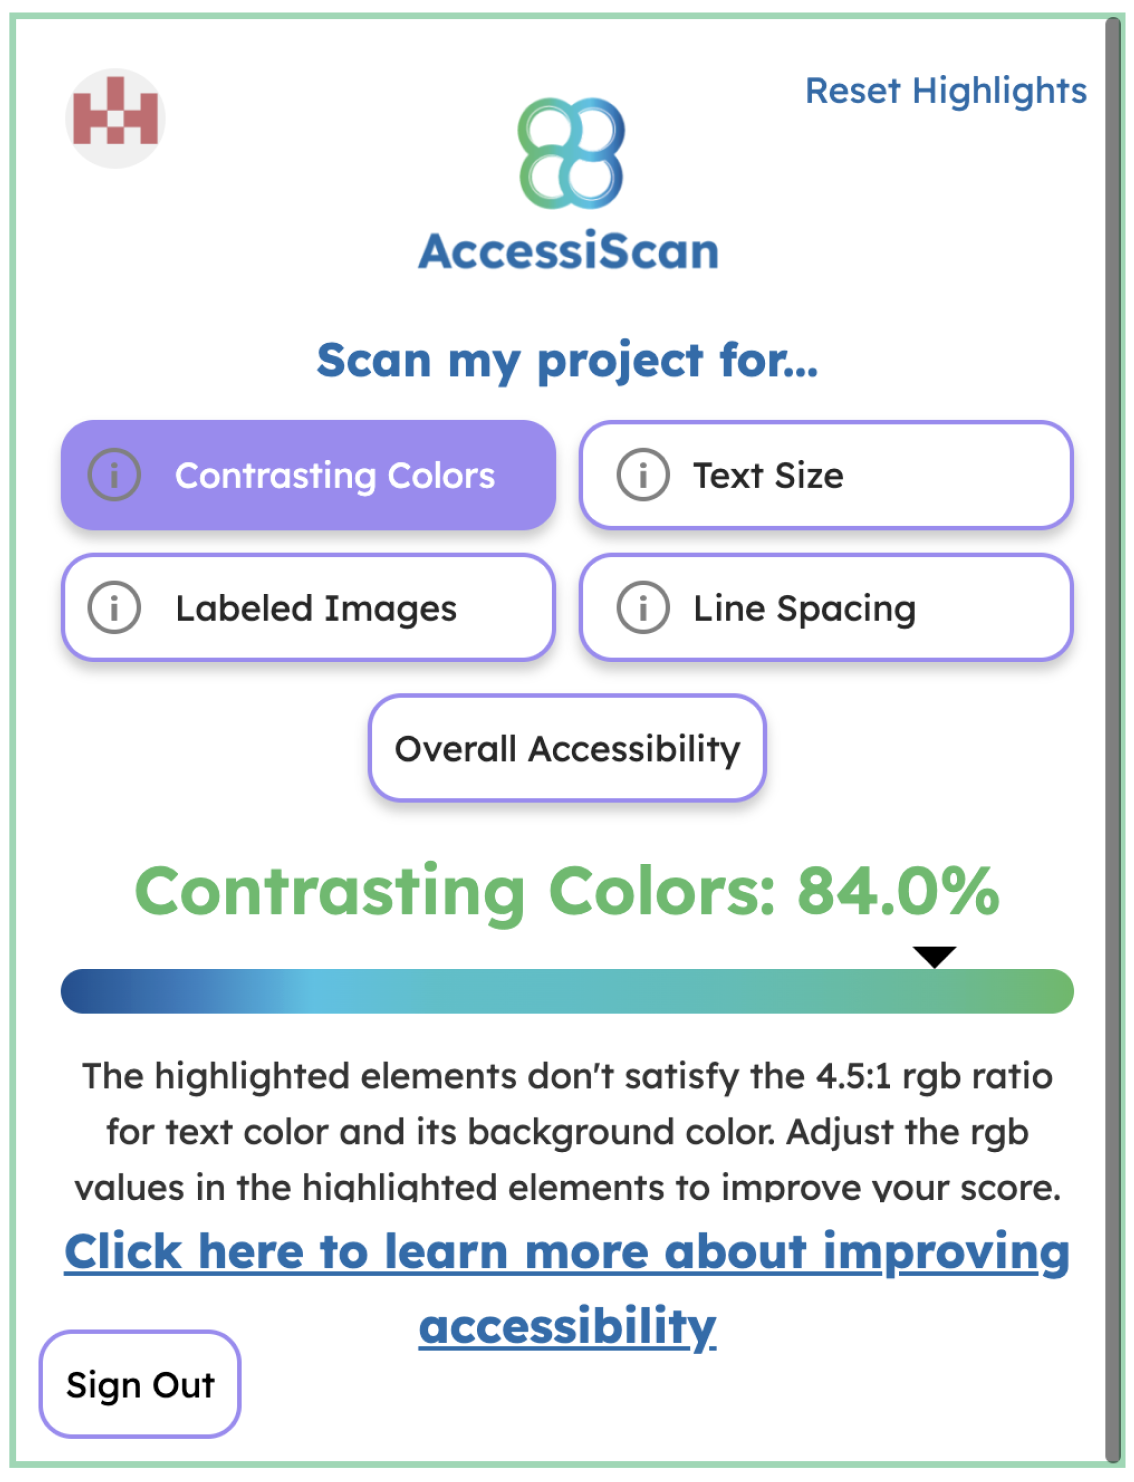 Reset Highlights
AccessiScan
Scan my project for...
i Contrasting Colors
i Text Size
i Labeled Images
i Line Spacing
Overall Accessibility
Contrasting Colors: 84.0%
The highlighted elements don't satisfy the 4.5:1 rgb ratio
for text color and its background color. Adjust the rgb
values in the highlighted elements to improve your score.
Click here to learn more about improving
accessibility
Sign Out